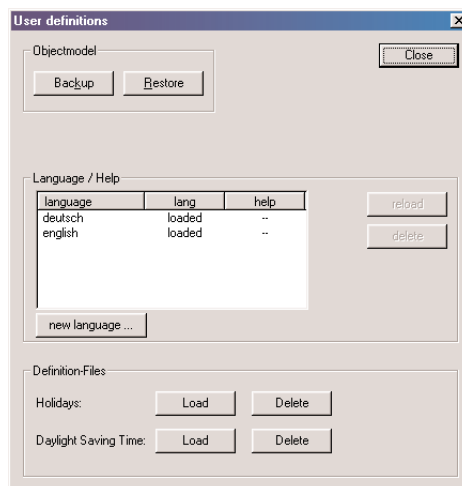 User definitions
Objectmodel
Close
Backup Restore
Language / Help
language lang help
reload
deutsch loaded --
english loaded --
delete
new language ...
Definition-Files
Holidays: Load Delete
Daylight Saving Time: Load Delete